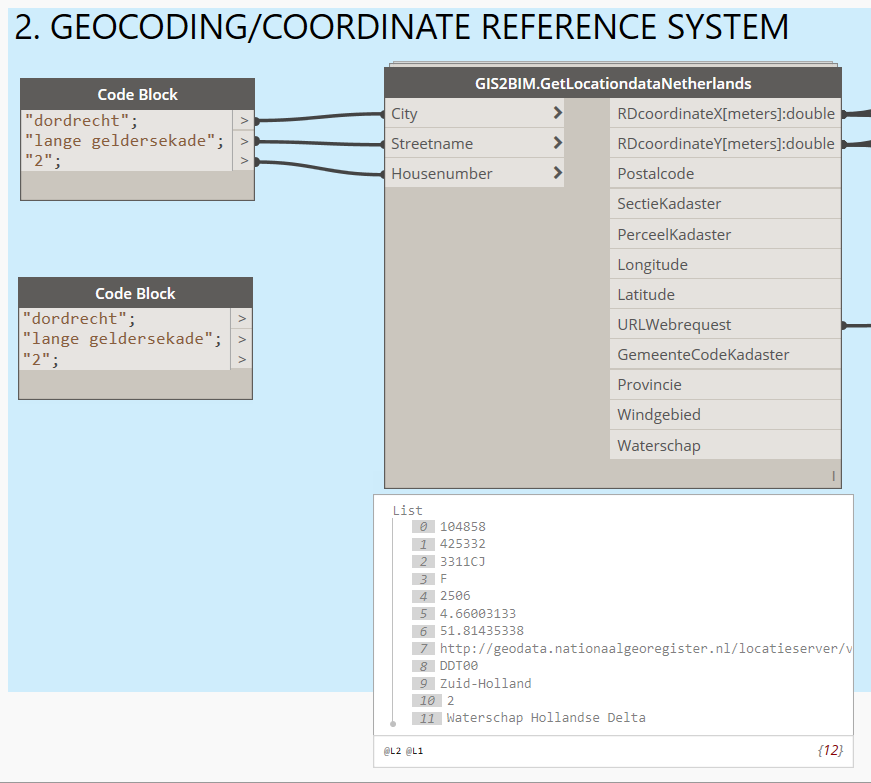 2. GEOCODING/COORDINATE REFERENCE SYSTEM
Code Block
"dordrecht"; >
"lange geldersekade"; >
"2"; >
Code Block
"dordrecht"; >
"lange geldersekade"; >
"2"; >
GIS2BIM.GetLocationdataNetherlands
City > RDcoordinateX[meters]:double
Streetname > RDcoordinateY[meters]:double
Housenumber > Postalcode
SectieKadaster
PerceelKadaster
Longitude
Latitude
URLWebrequest
GemeenteCodeKadaster
Provincie
Windgebied
Waterschap
l
List
0 104858
1 425332
2 3311CJ
3 F
4 2506
5 4.66003133
6 51.81435338
7 http://geodata.nationaalgeoregister.nl/locatieserver/v
8 DDT00
9 Zuid-Holland
10 2
11 Waterschap Hollandse Delta
@L2 @L1 {12}